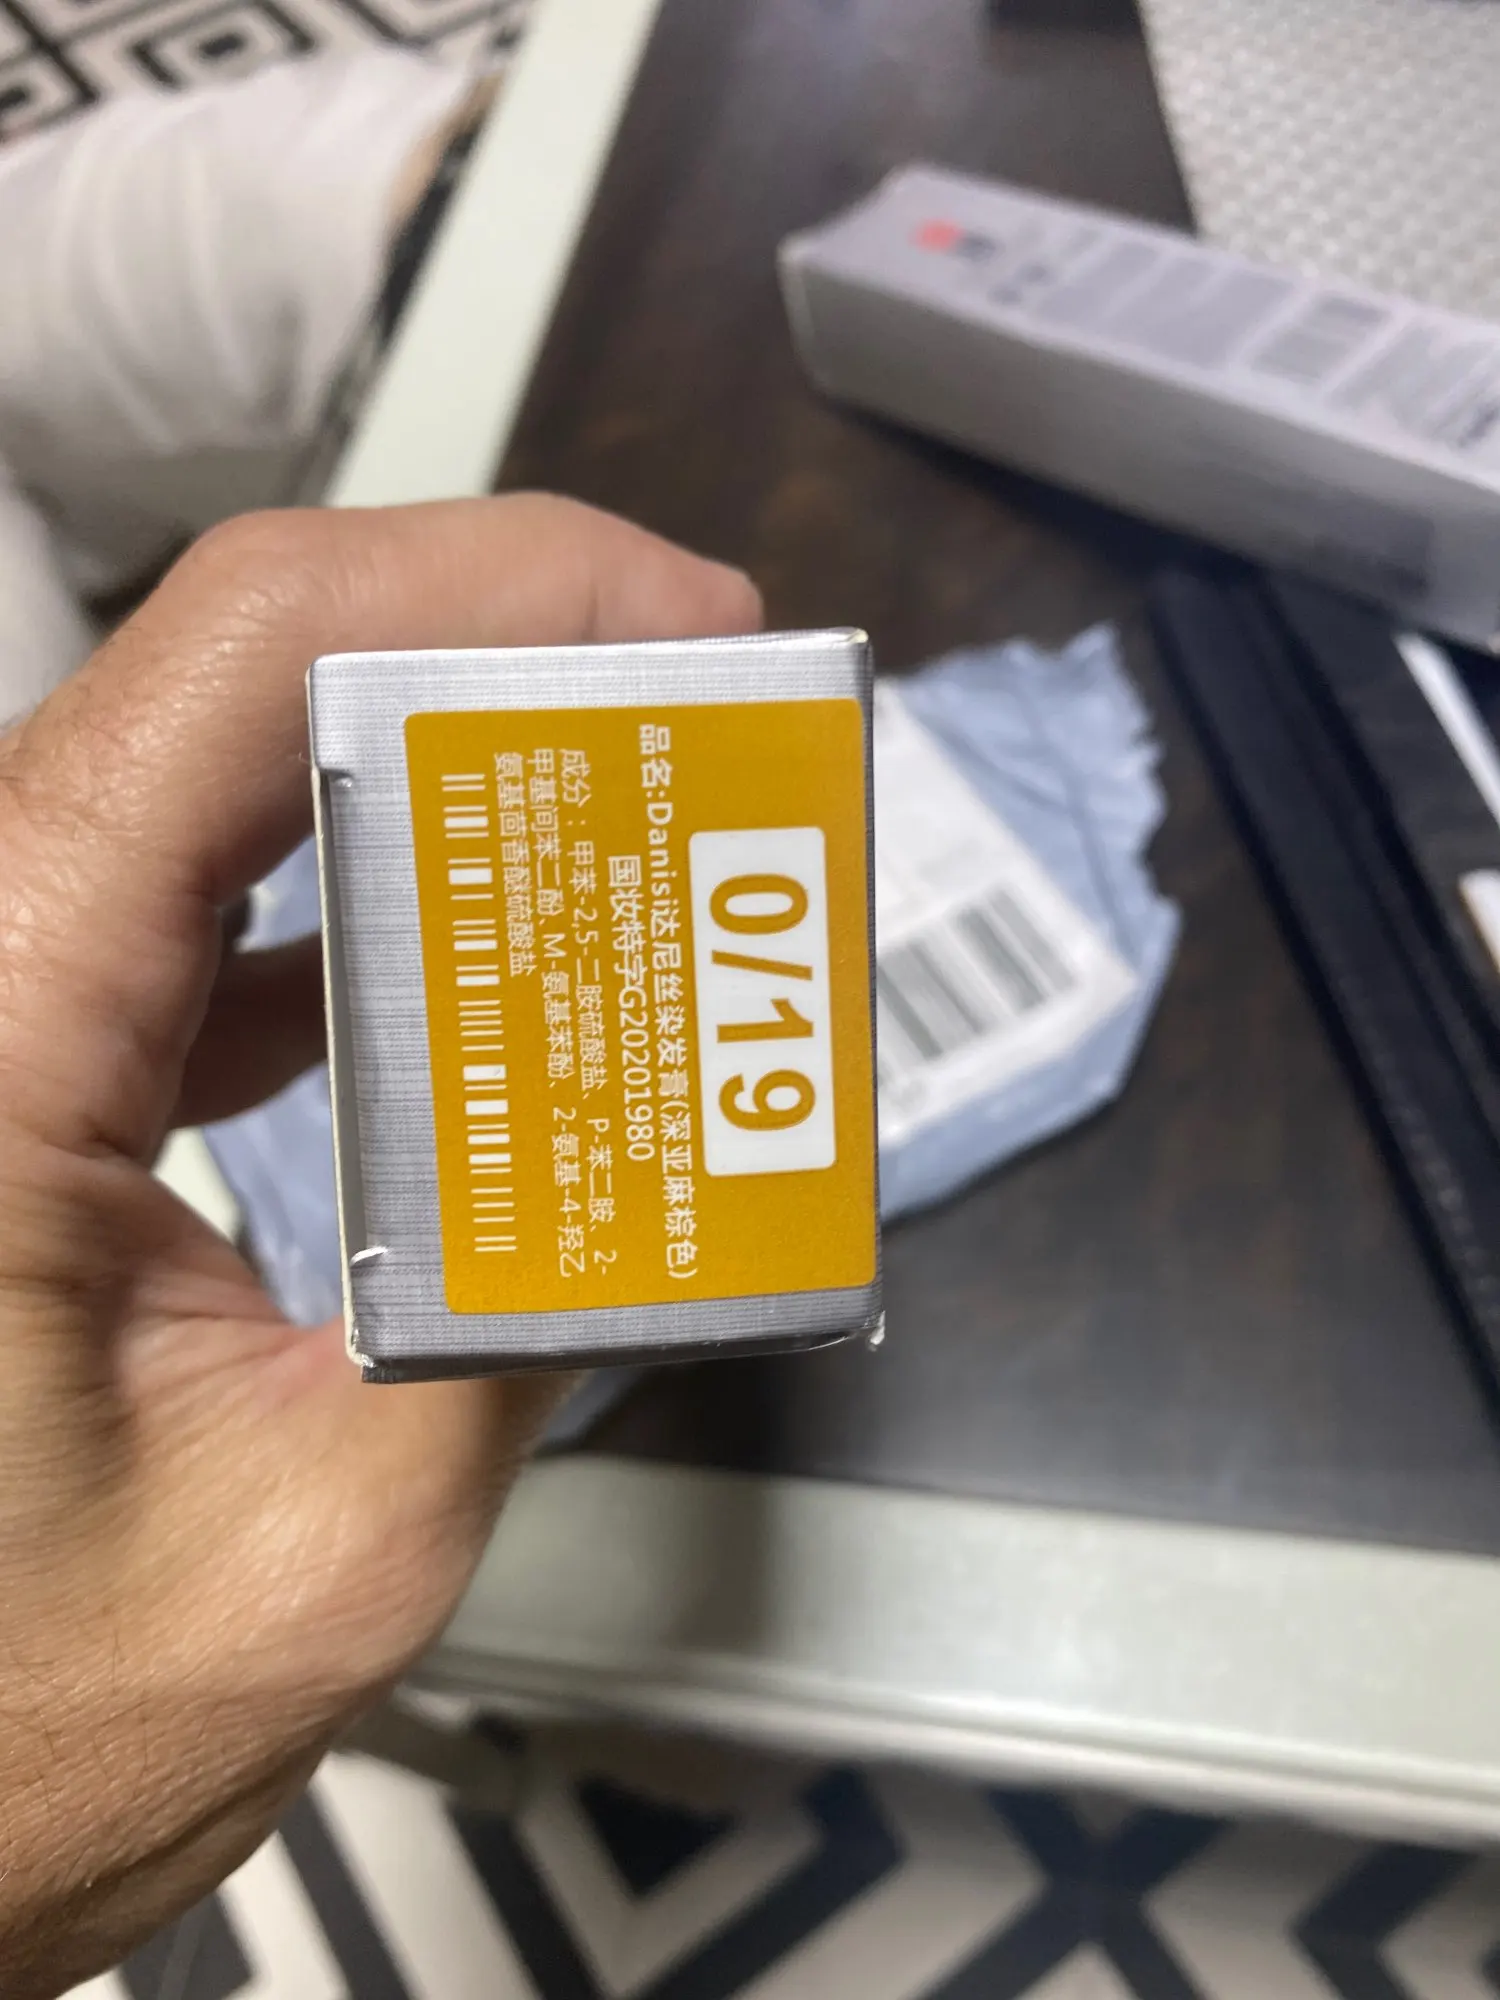 0/19
品名:Danisi达尼丝染发膏(深亚麻棕色)
国妆特字G20201980
成分：甲苯-2,5-二胺硫酸盐、P-苯二胺、2-
甲基间苯二酚、M-氨基苯酚、2-氨基-4-羟乙
氨基茴香醚硫酸盐